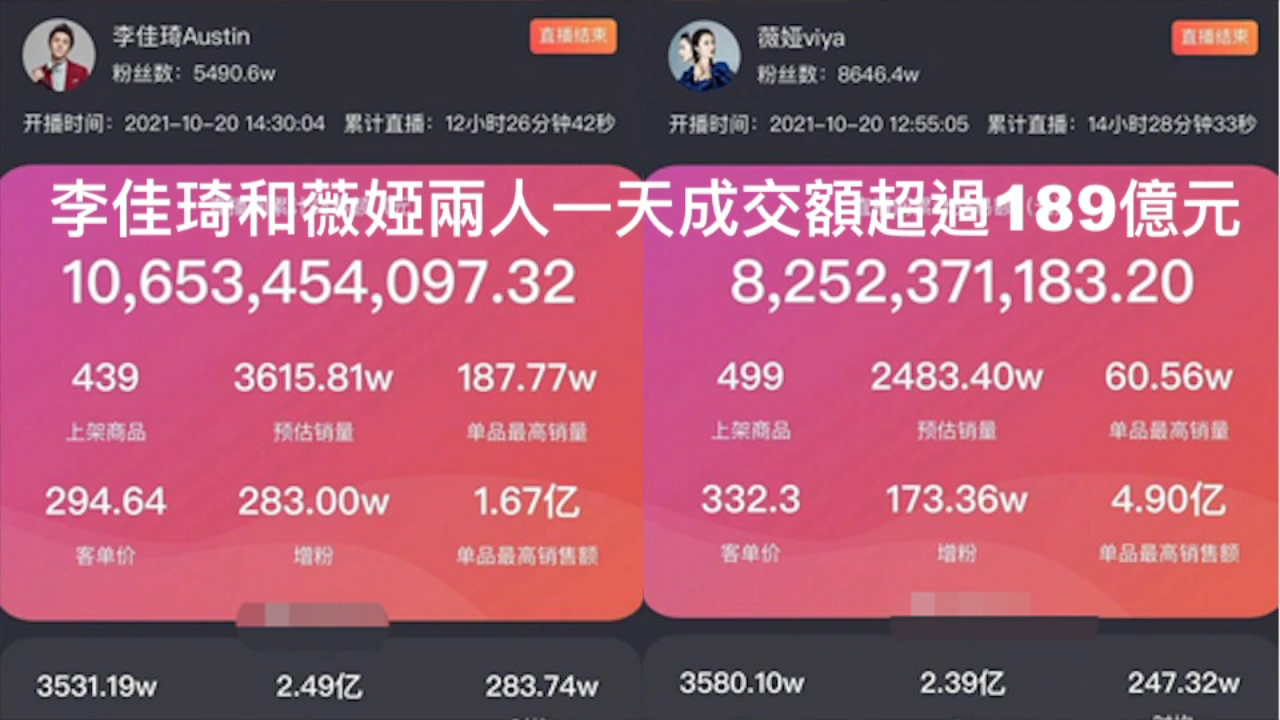 李佳琦Austin
直播结束
粉丝数：5490.6w
开播时间：2021-10-20 14:30:04 累计直播：12小时26分钟42秒
薇娅viya
直播结束
粉丝数：8646.4w
开播时间：2021-10-20 12:55:05 累计直播：14小时28分钟33秒
李佳琦和薇婭兩人一天成交額超過189億元
10,653,454,097.32
439 3615.81w 187.77w
上架商品 预估销量 单品最高销量
294.64 283.00w 1.67亿
客单价 增粉 单品最高销售额
3531.19w 2.49亿 283.74w
8,252,371,183.20
499 2483.40w 60.56w
上架商品 预估销量 单品最高销量
332.3 173.36w 4.90亿
客单价 增粉 单品最高销售额
3580.10w 2.39亿 247.32w